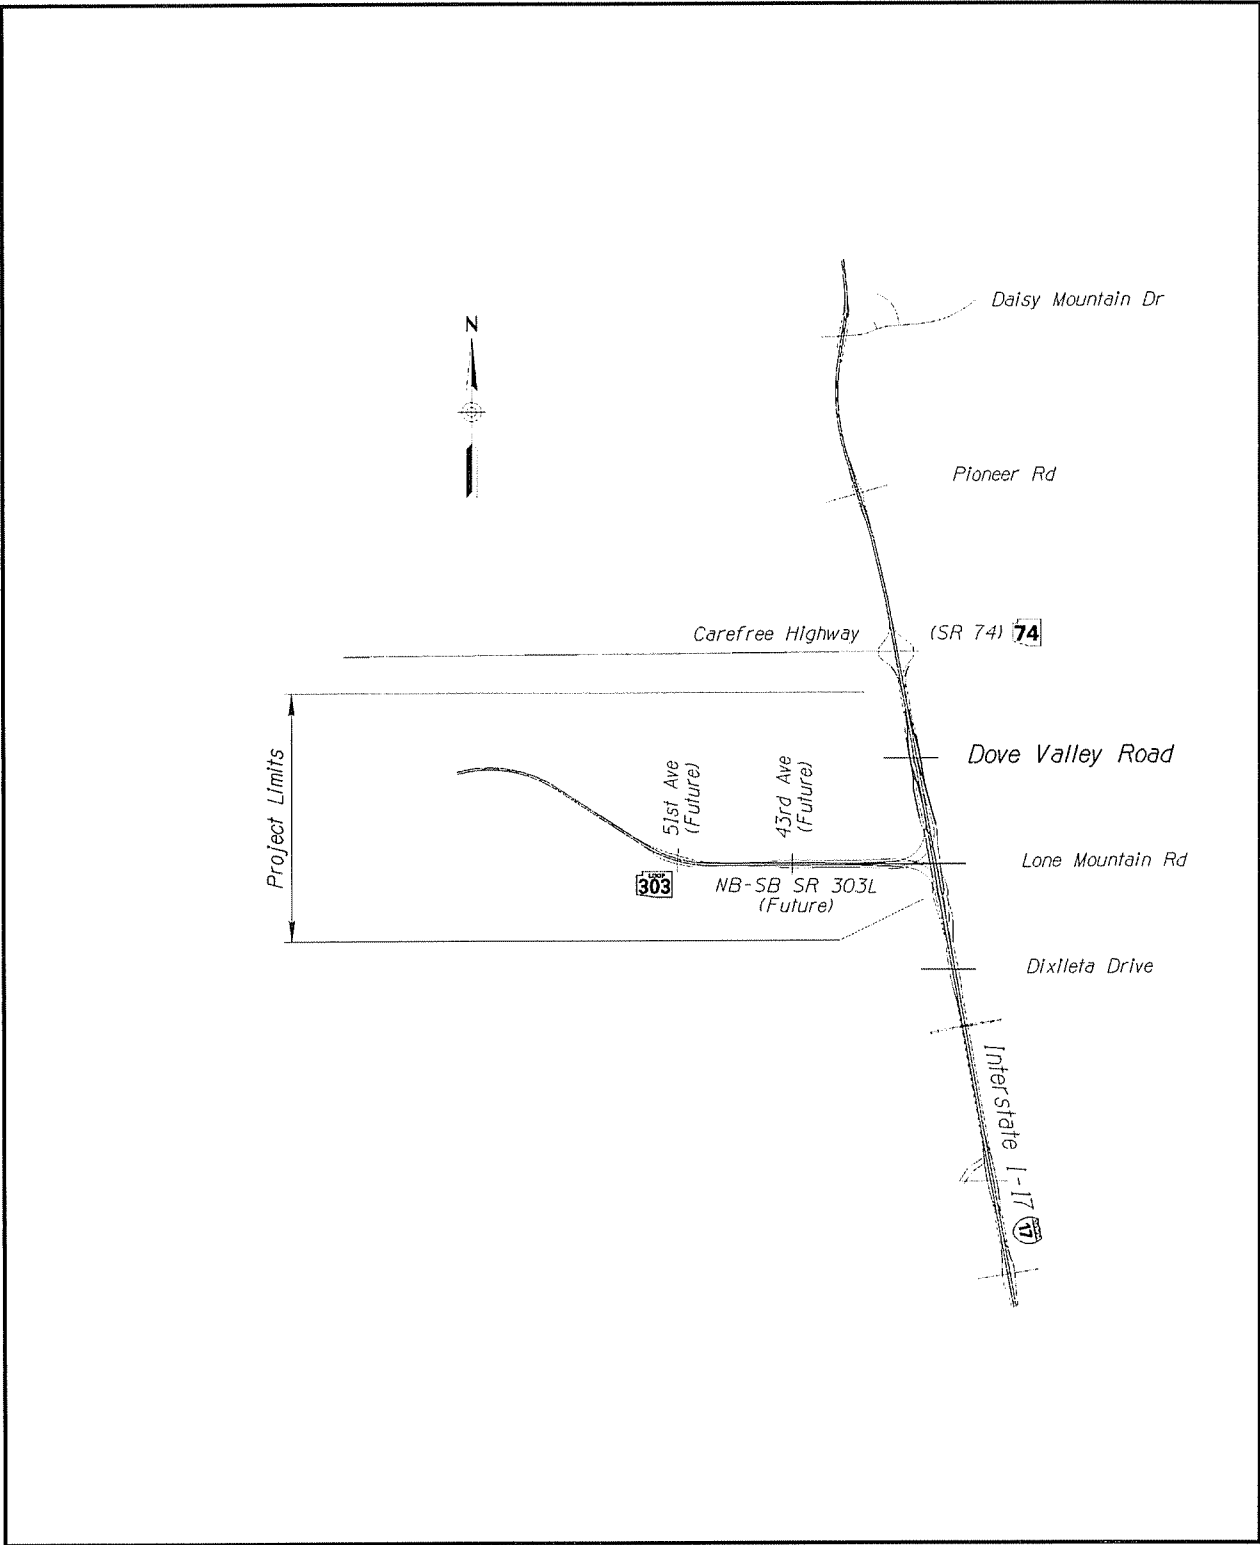 Daisy Mountain Dr
N
Pioneer Rd
Carefree Highway
(SR 74) 74
Dove Valley Road
Project Limits
51st Ave
(Future)
43rd Ave
(Future)
Lone Mountain Rd
LOOP
303
NB-SB SR 303L
(Future)
Dixileta Drive
Interstate I-17
17